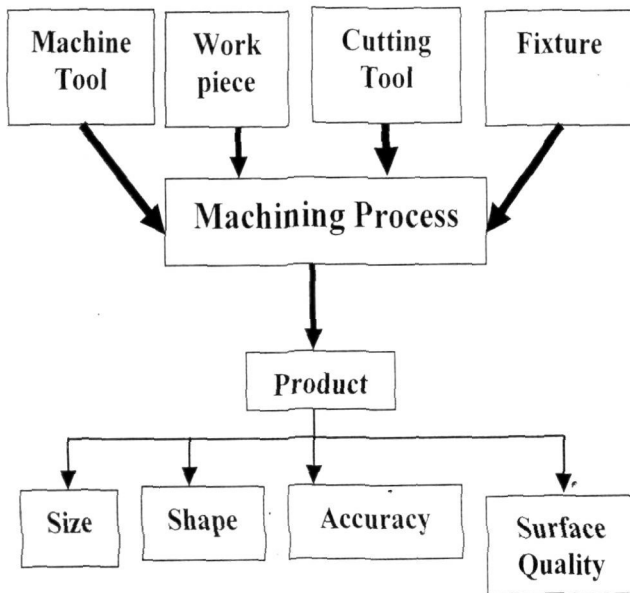 Machine
Tool
Work
piece
Cutting
Tool
Fixture
Machining Process
Product
Size
Shape
Accuracy
Surface
Quality